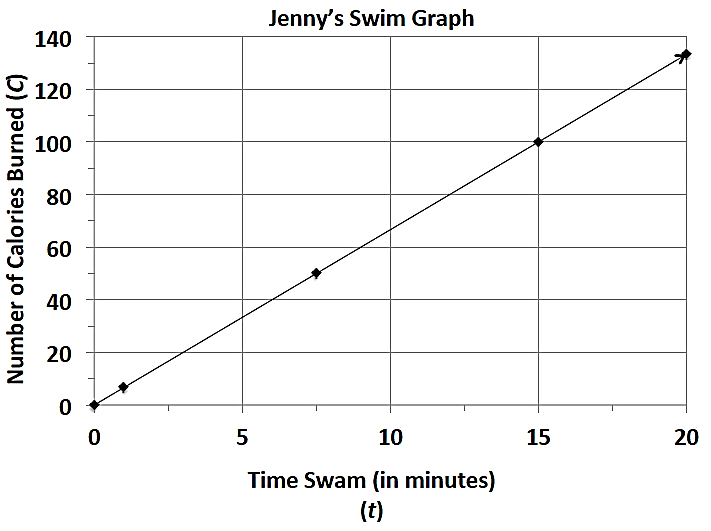 Jenny’s Swim Graph
Number of Calories Burned (C)
140
120
100
80
60
40
20
0
0 5 10 15 20
Time Swam (in minutes)
(t)